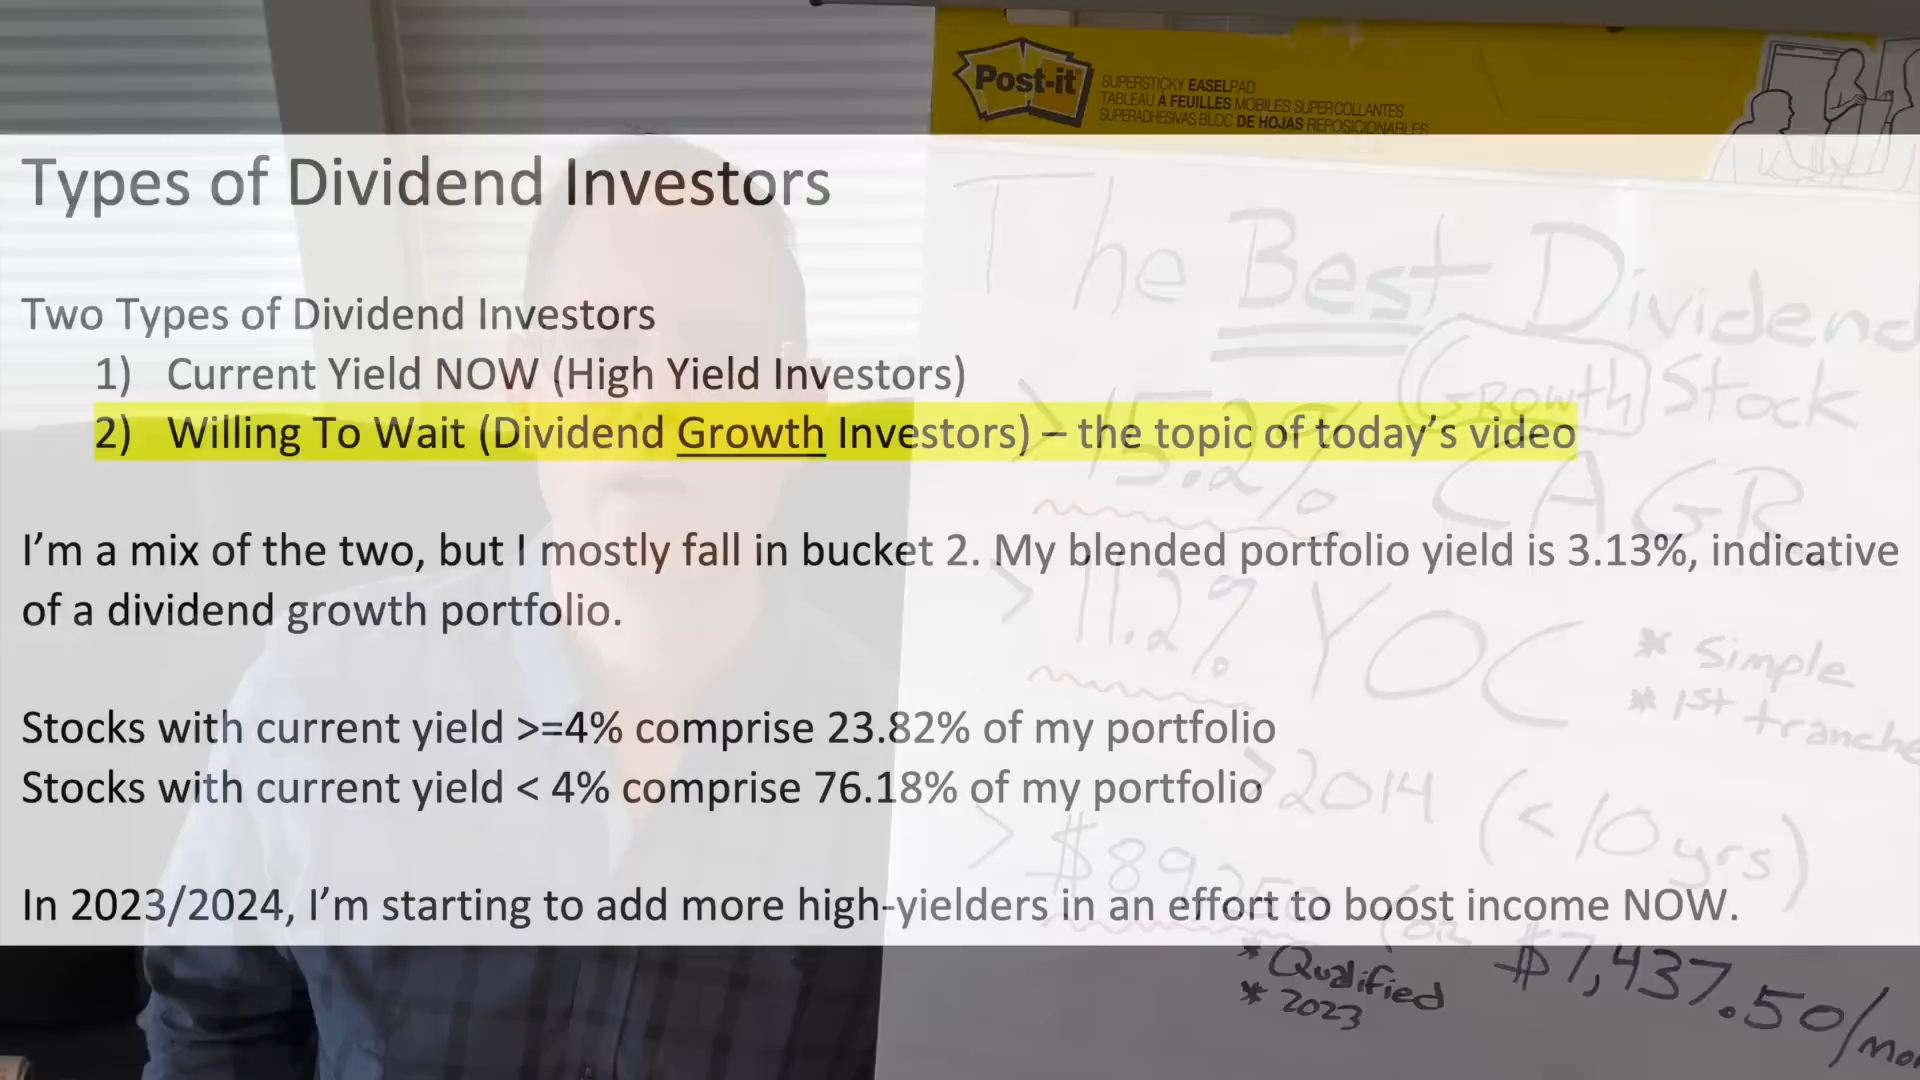 Post-it
SUPERSTICKY EASELPAD
TABLEAU À FEUILLES MOBILES SUPERCOLLANTES
SUPERADHESIVAS BLOC DE HOJAS REPOSICIONABLES
Types of Dividend Investors
Two Types of Dividend Investors
1) Current Yield NOW (High Yield Investors)
2) Willing To Wait (Dividend Growth Investors) – the topic of today’s video
I’m a mix of the two, but I mostly fall in bucket 2. My blended portfolio yield is 3.13%, indicative
of a dividend growth portfolio.
Stocks with current yield >=4% comprise 23.82% of my portfolio
Stocks with current yield < 4% comprise 76.18% of my portfolio
In 2023/2024, I’m starting to add more high-yielders in an effort to boost income NOW.
The Best Dividend
Growth Stock
> 15.2% CAGR
> 11.2% YOC
* Simple
* 1st tranche
> 2014 (< 10 yrs)
> $89,250 (or $7,437.50/mo
* Qualified
* 2023